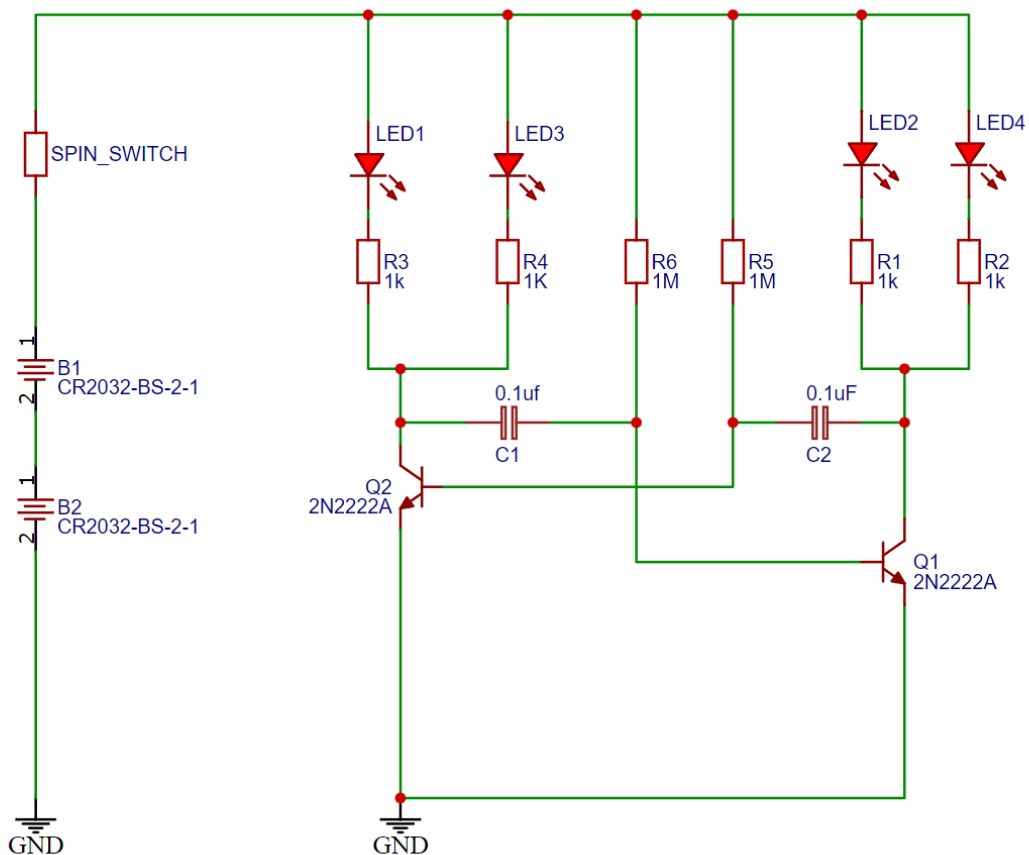 LED1
LED3
LED2
LED4
SPIN_SWITCH
R3
1k
R4
1K
R6
1M
R5
1M
R1
1k
R2
1k
1
B1
CR2032-BS-2-1
2
0.1uf
C1
0.1uF
C2
1
B2
CR2032-BS-2-1
2
Q2
2N2222A
Q1
2N2222A
GND
GND